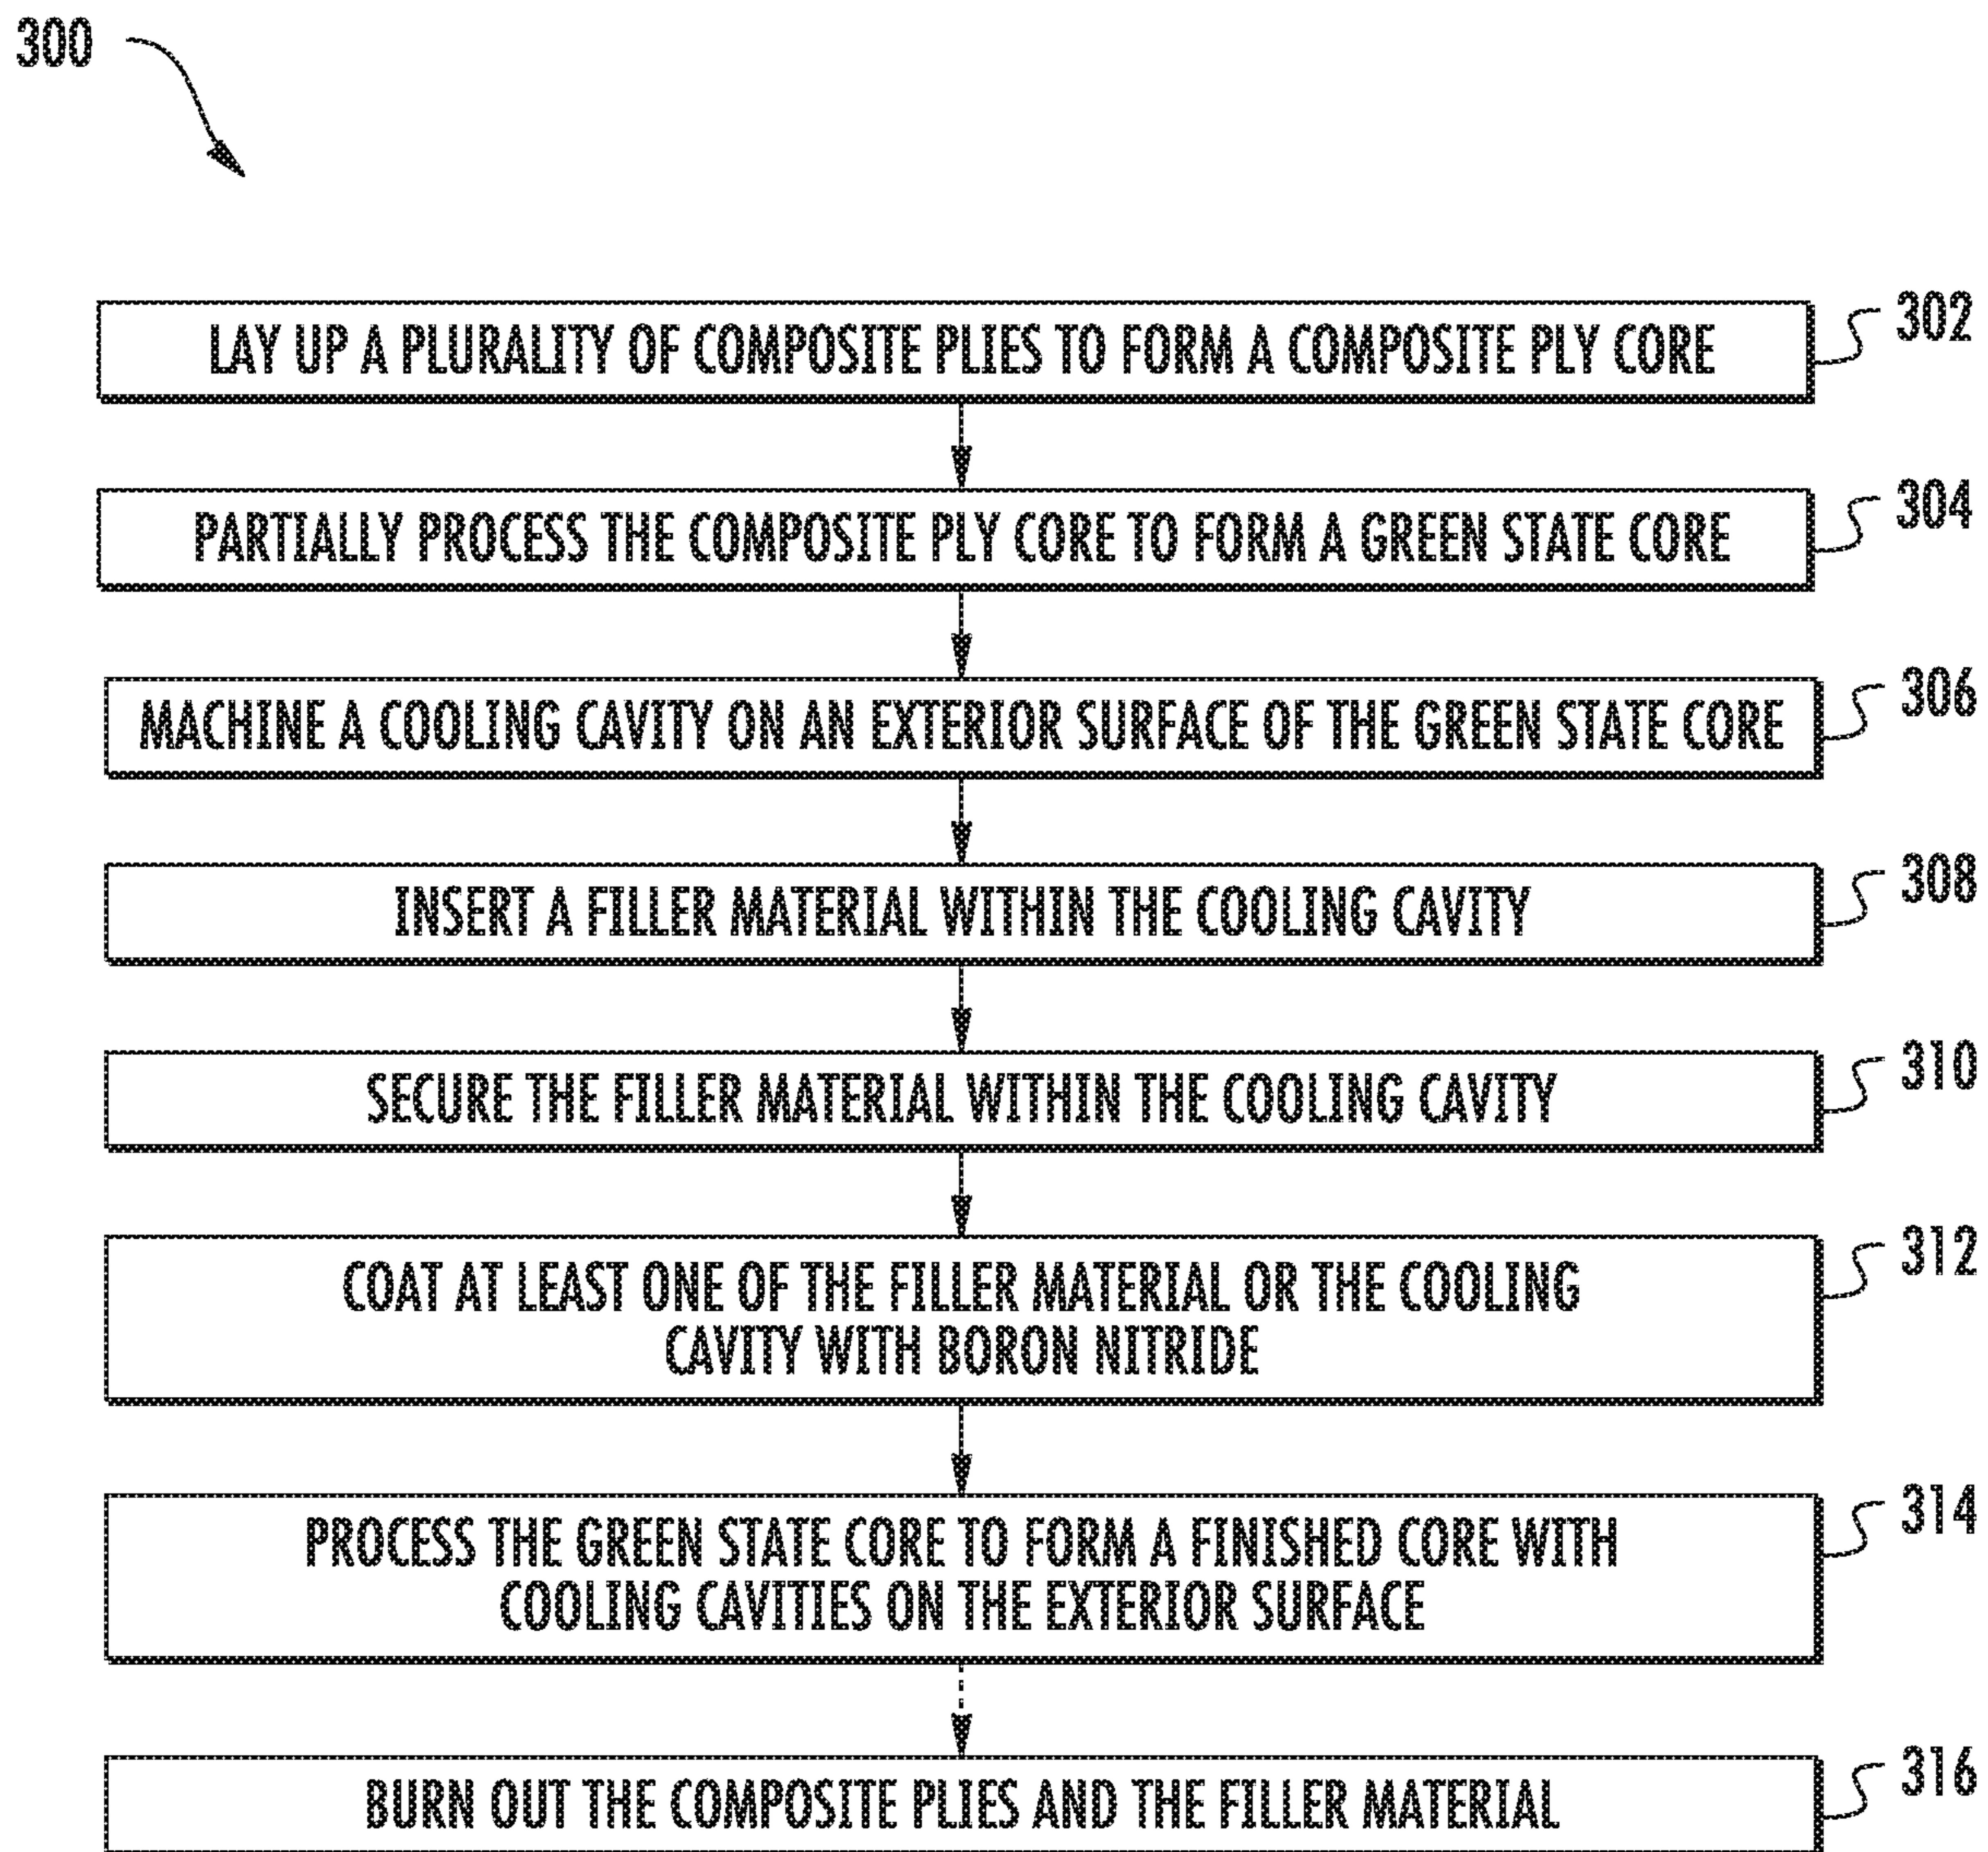 300
LAY UP A PLURALITY OF COMPOSITE PLIES TO FORM A COMPOSITE PLY CORE
302
PARTIALLY PROCESS THE COMPOSITE PLY CORE TO FORM A GREEN STATE CORE
304
MACHINE A COOLING CAVITY ON AN EXTERIOR SURFACE OF THE GREEN STATE CORE
306
INSERT A FILLER MATERIAL WITHIN THE COOLING CAVITY
308
SECURE THE FILLER MATERIAL WITHIN THE COOLING CAVITY
310
COAT AT LEAST ONE OF THE FILLER MATERIAL OR THE COOLING
CAVITY WITH BORON NITRIDE
312
PROCESS THE GREEN STATE CORE TO FORM A FINISHED CORE WITH
COOLING CAVITIES ON THE EXTERIOR SURFACE
314
BURN OUT THE COMPOSITE PLIES AND THE FILLER MATERIAL
316